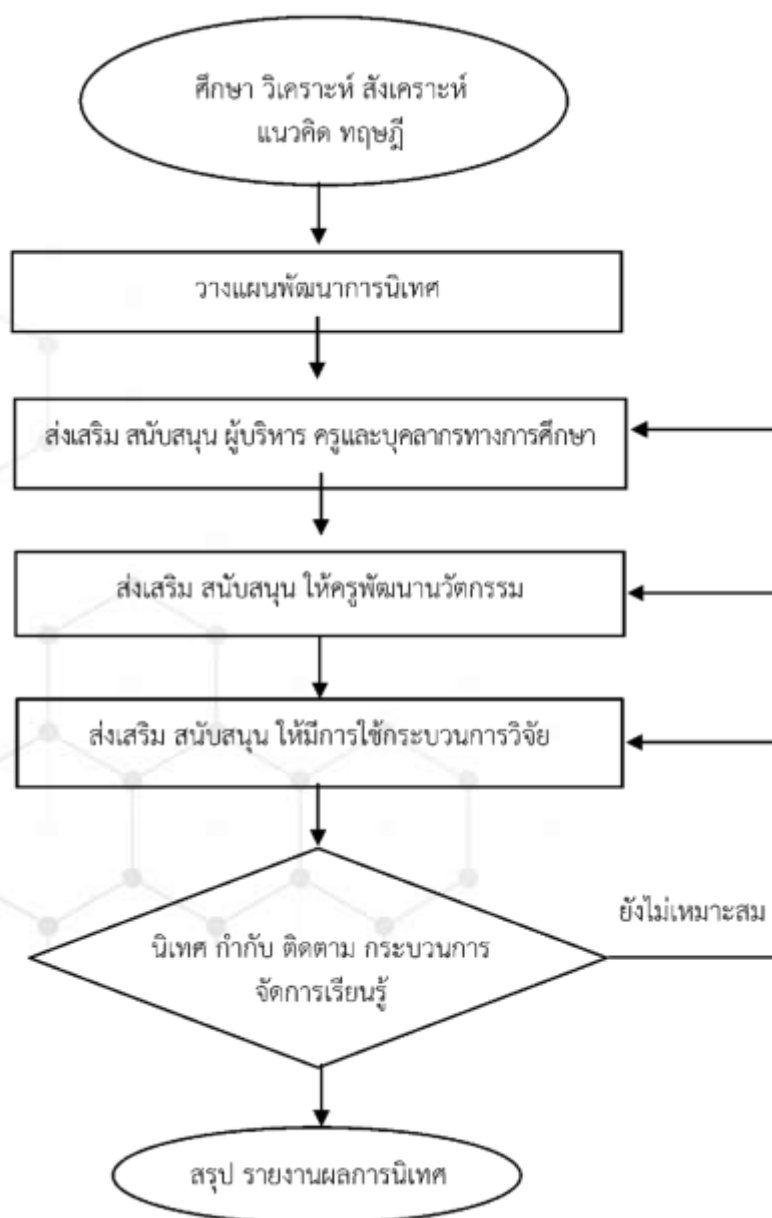 ศึกษา วิเคราะห์ สังเคราะห์
แนวคิด ทฤษฎี
วางแผนพัฒนาการนิเทศ
ส่งเสริม สนับสนุน ผู้บริหาร ครูและบุคลากรทางการศึกษา
ส่งเสริม สนับสนุน ให้ครูพัฒนานวัตกรรม
ส่งเสริม สนับสนุน ให้มีการใช้กระบวนการวิจัย
ยังไม่เหมาะสม
นิเทศ กำกับ ติดตาม กระบวนการ
จัดการเรียนรู้
สรุป รายงานผลการนิเทศ